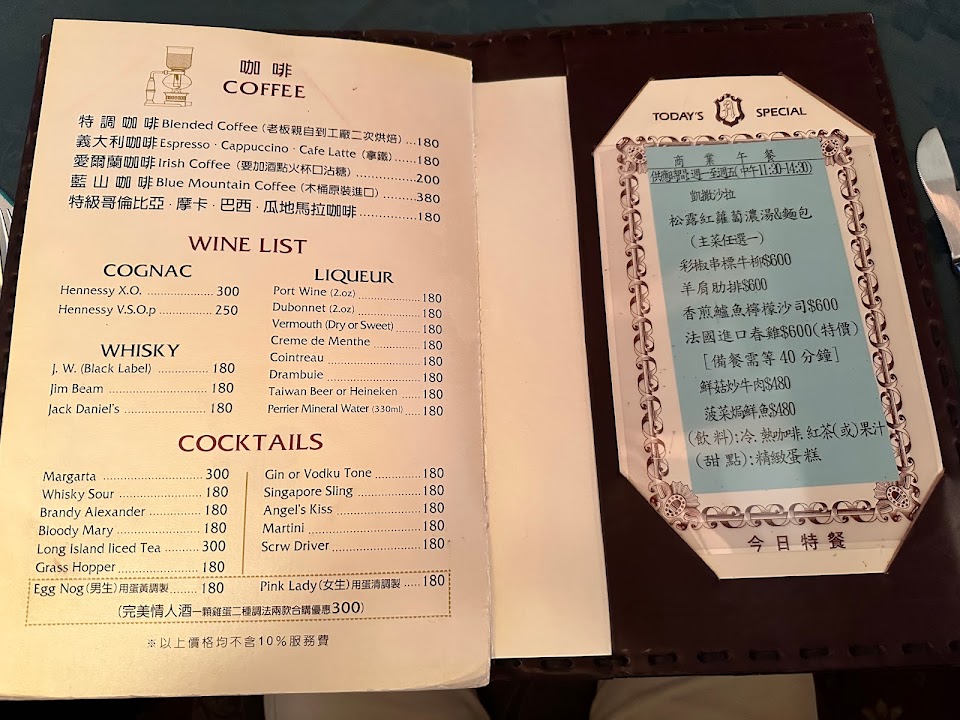 咖啡
COFFEE
特調咖啡 Blended Coffee (老板親自到工廠二次烘焙) ...180
義大利咖啡 Espresso · Cappuccino · Cafe Latte (拿鐵) ......180
愛爾蘭咖啡 Irish Coffee (要加酒點火杯口沾糖) ................200
藍山咖啡 Blue Mountain Coffee (木桶原裝進口) ........380
特級哥倫比亞 · 摩卡 · 巴西 · 瓜地馬拉咖啡 ...............180
WINE LIST
COGNAC
Hennessy X.O. .....................300
Hennessy V.S.O.p .................250
WHISKY
J. W. (Black Label) .............180
Jim Beam ...........................180
Jack Daniel's ......................180
LIQUEUR
Port Wine (2.oz) .................180
Dubonnet (2.oz) .................180
Vermouth (Dry or Sweet) .......180
Creme de Menthe .............180
Cointreau .........................180
Drambuie .........................180
Taiwan Beer or Heineken ......180
Perrier Mineral Water (330ml) ....180
COCKTAILS
Margarta ...........................300
Whisky Sour ......................180
Brandy Alexander ..............180
Bloody Mary ......................180
Long Island Iiced Tea .........300
Grass Hopper .....................180
Gin or Vodku Tone ............180
Singapore Sling .................180
Angel's Kiss ......................180
Martini .............................180
Scrw Driver .......................180
Egg Nog (男生) 用蛋黃調製 ........180
Pink Lady (女生) 用蛋清調製 .....180
(完美情人酒一顆雞蛋二種調法兩款合購優惠300)
※以上價格均不含10%服務費
TODAY'S SPECIAL
商業午餐
供應時間:週一至週五(中午11:30-14:30)
凱撒沙拉
松露紅蘿蔔濃湯&麵包
(主菜任選一)
彩椒串標牛柳$600
羊肩肋排$600
香煎鱸魚檸檬沙司$600
法國進口春雞$600(特價)
[備餐需等40分鐘]
鮮菇炒牛肉$480
菠菜焗鮮魚$480
(飲料):冷.熱咖啡.紅茶(或)果汁
(甜點):精緻蛋糕
今日特餐